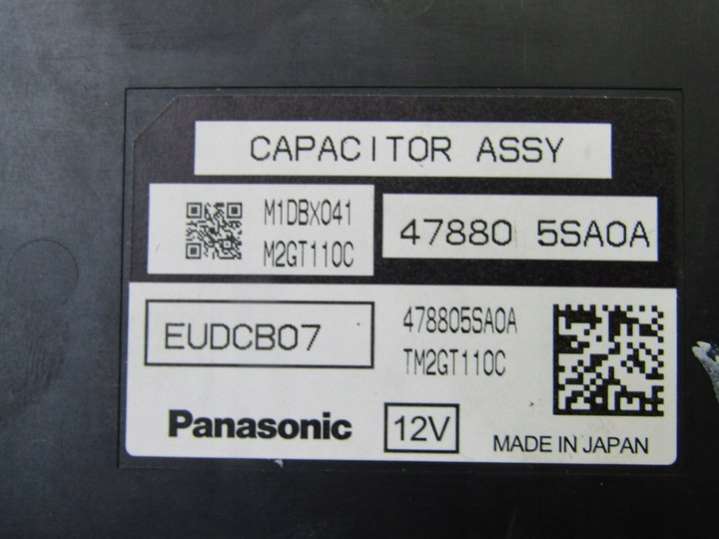 CAPACITOR ASSY
M1DBX041
M2GT110C
47880 5SA0A
EUDCB07
478805SA0A
TM2GT110C
Panasonic
12V
MADE IN JAPAN